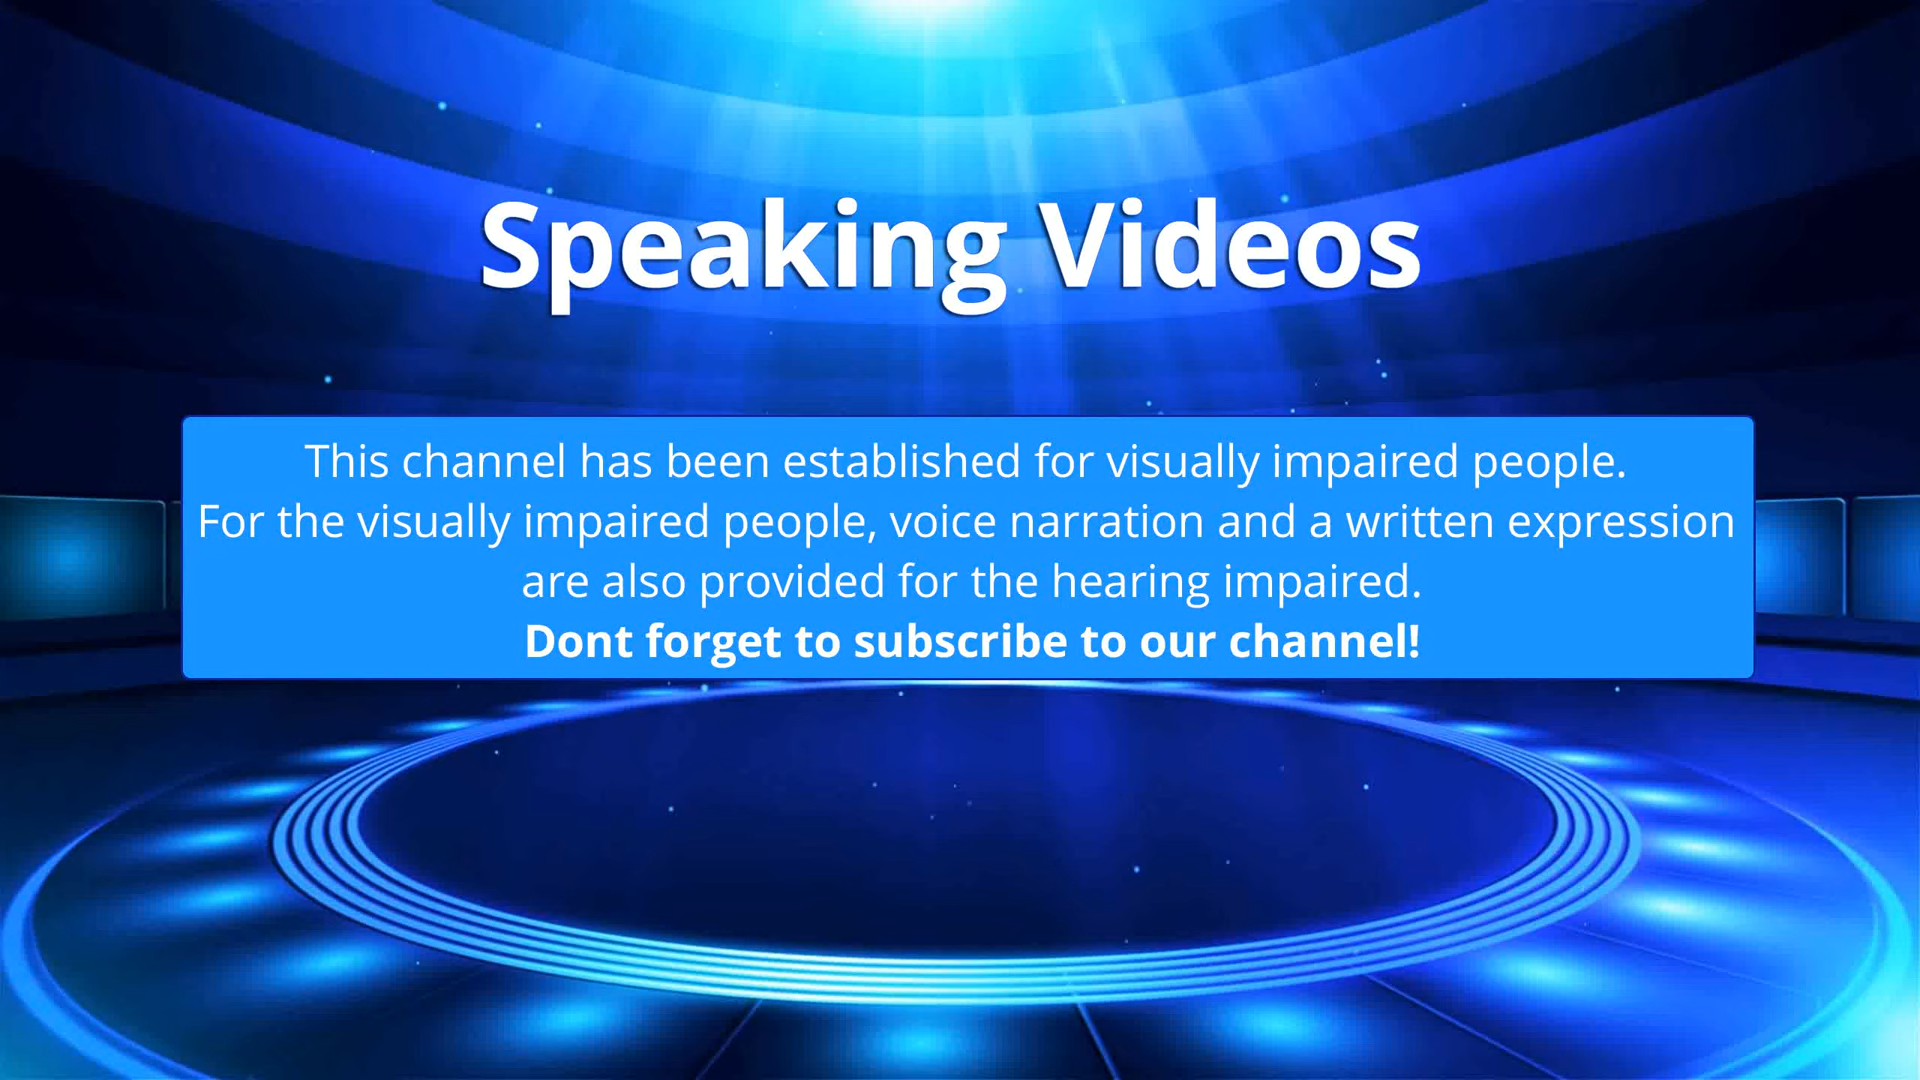 Speaking Videos
This channel has been established for visually impaired people.
For the visually impaired people, voice narration and a written expression
are also provided for the hearing impaired.
Dont forget to subscribe to our channel!